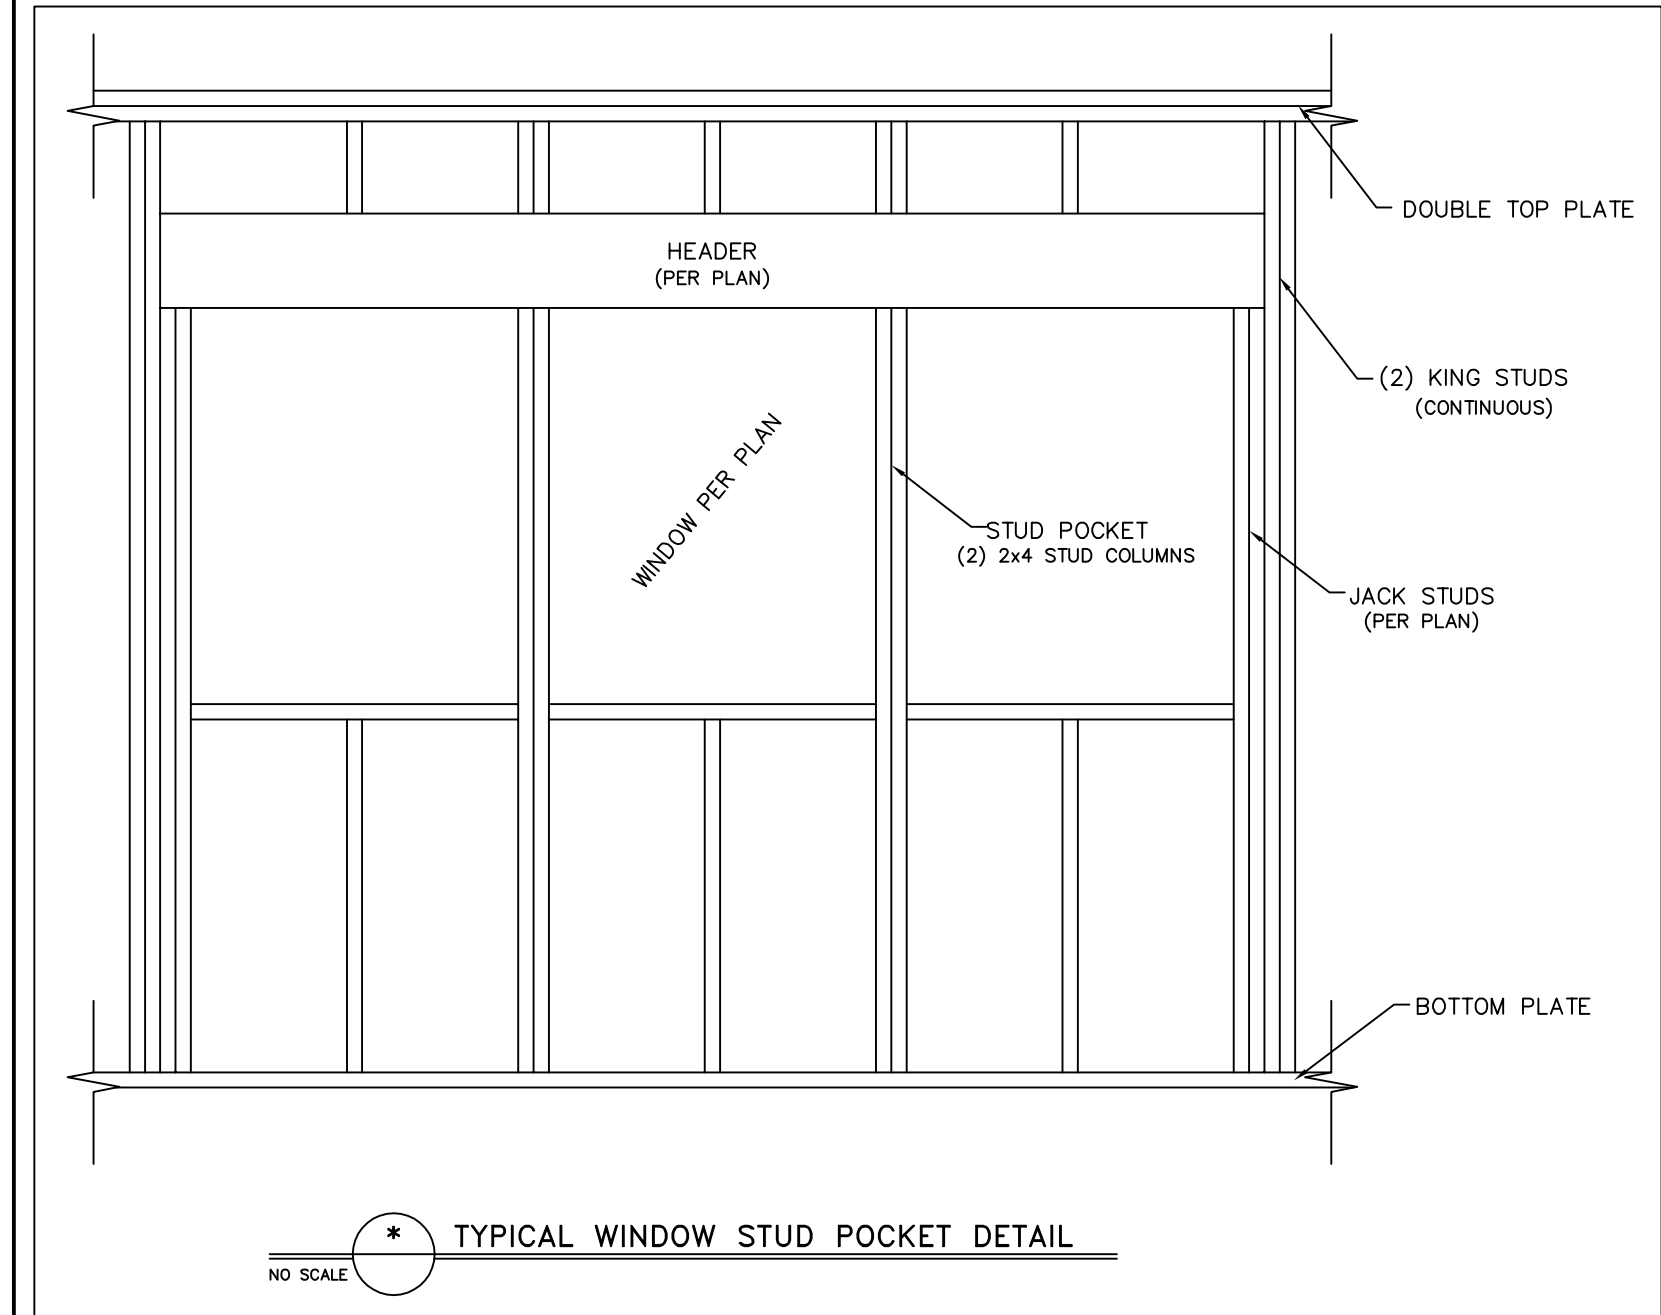 DOUBLE TOP PLATE
HEADER
(PER PLAN)
(2) KING STUDS
(CONTINUOUS)
WINDOW PER PLAN
STUD POCKET
(2) 2x4 STUD COLUMNS
JACK STUDS
(PER PLAN)
BOTTOM PLATE
*
TYPICAL WINDOW STUD POCKET DETAIL
NO SCALE